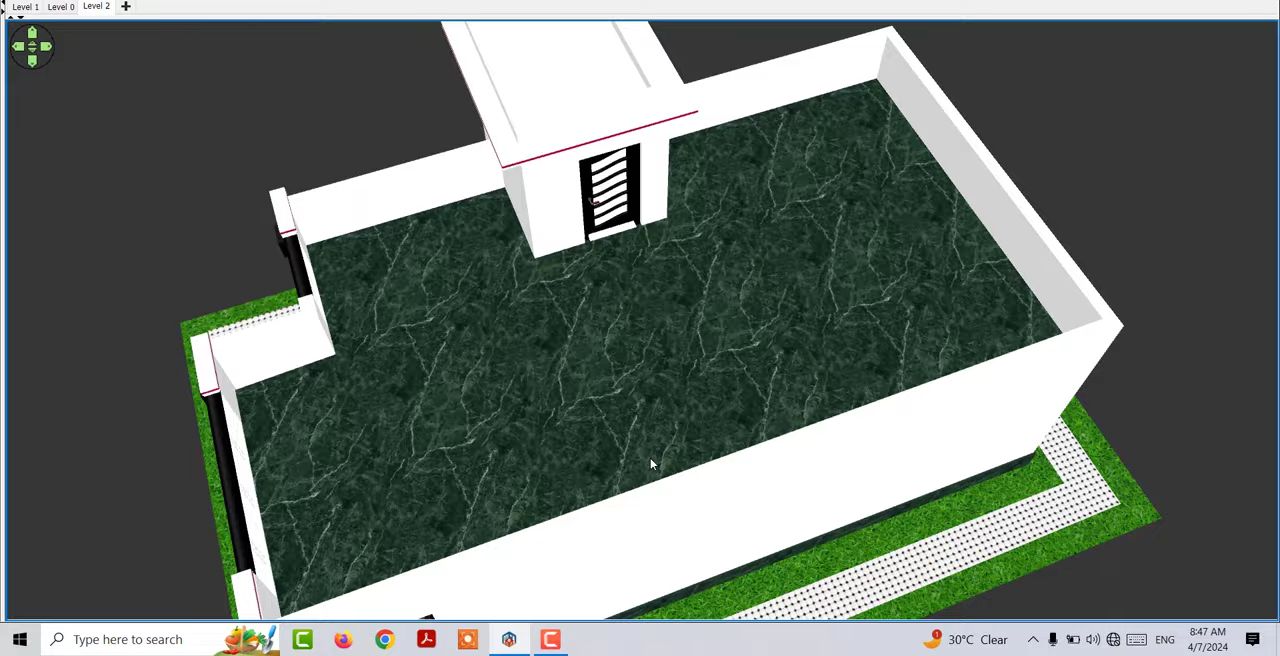 Level 1 Level 0 Level 2
Type here to search
1
30°C Clear
ENG
8:47 AM
4/7/2024